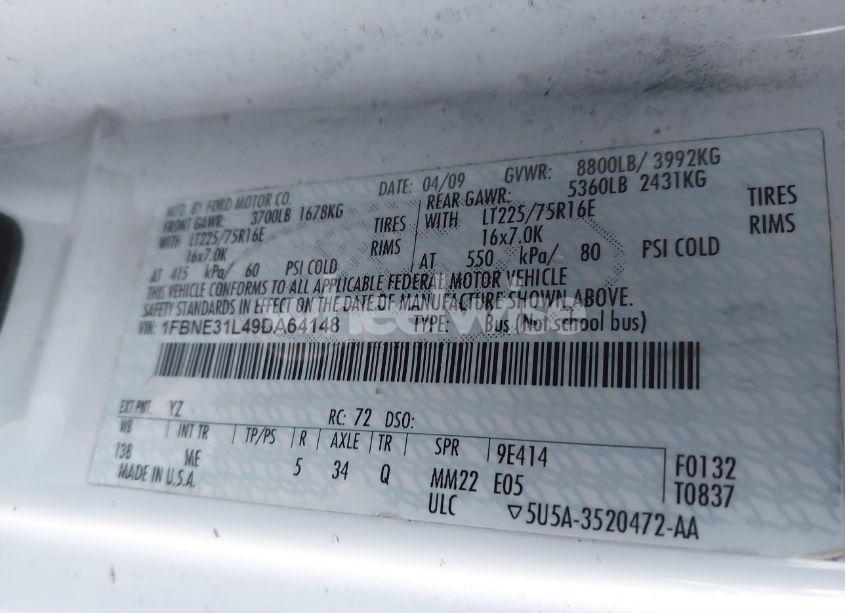 MFD. BY FORD MOTOR CO.
DATE: 04/09 GVWR: 8800LB/ 3992KG
FRONT GAWR: 3700LB 1678KG
REAR GAWR: 5360LB 2431KG
WITH LT225/75R16E TIRES
WITH LT225/75R16E TIRES
16x7.0K RIMS
16x7.0K RIMS
AT 415 kPa/ 60 PSI COLD
AT 550 kPa/ 80 PSI COLD
THIS VEHICLE CONFORMS TO ALL APPLICABLE FEDERAL MOTOR VEHICLE
SAFETY STANDARDS IN EFFECT ON THE DATE OF MANUFACTURE SHOWN ABOVE.
VIN: 1FBNE31L49DA64148 TYPE: Bus (Not school bus)
EXT PNT: YZ RC: 72 DSO:
WB INT TR TP/PS R AXLE TR SPR 9E414 F0132
138 ME 5 34 Q MM22 E05 T0837
MADE IN U.S.A. ULC ▽5U5A-3520472-AA